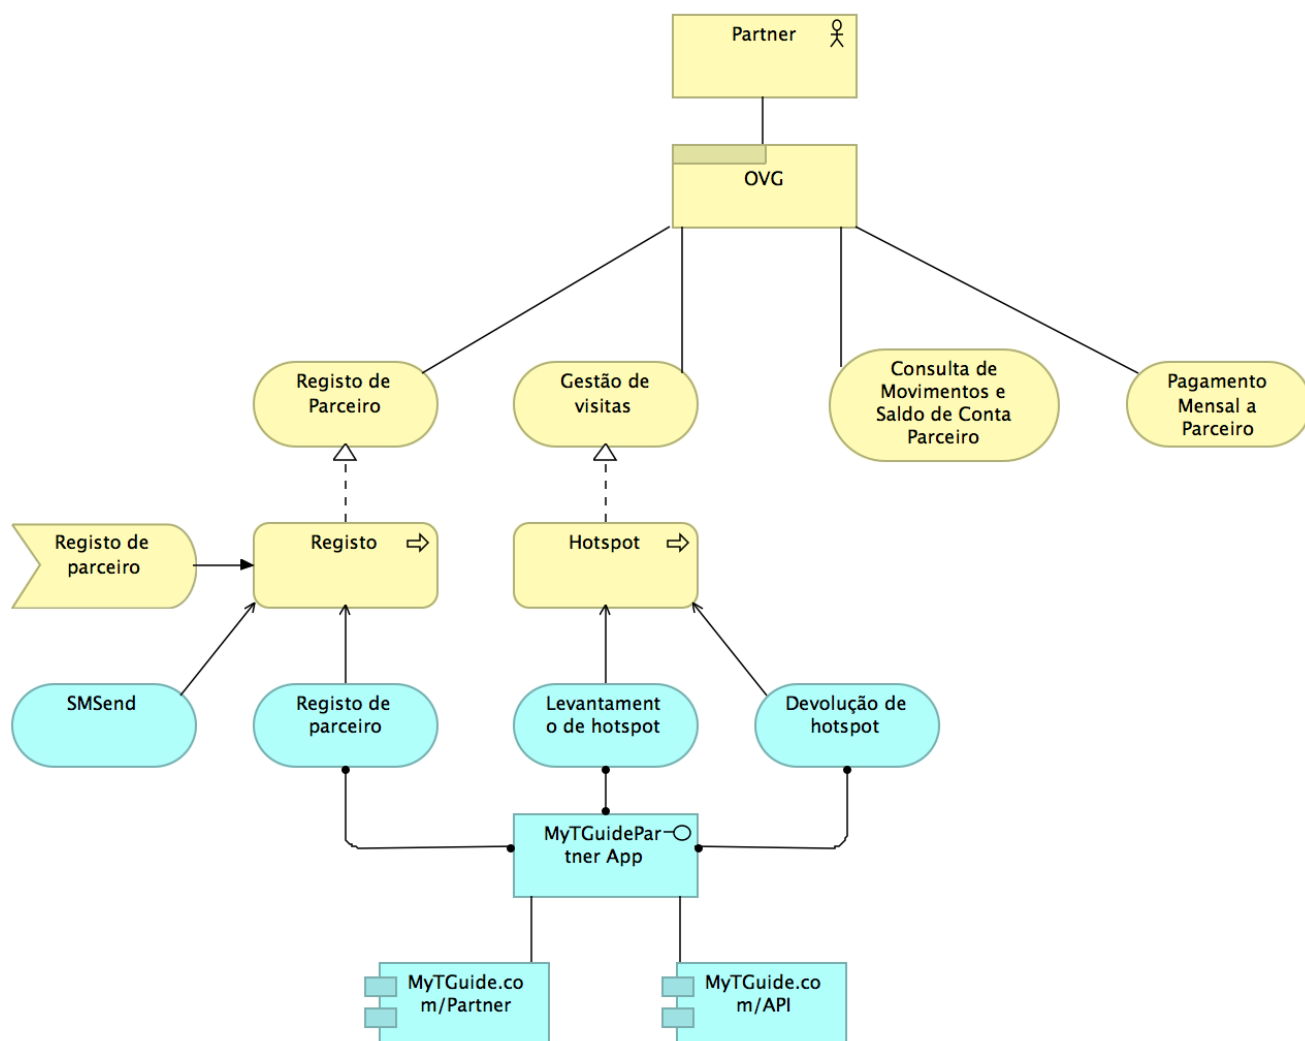 Partner
OVG
Registo de
Parceiro
Gestão de
visitas
Consulta de
Movimentos e
Saldo de Conta
Parceiro
Pagamento
Mensal a
Parceiro
Registo de
parceiro
Registo
Hotspot
SMSend
Registo de
parceiro
Levantament
o de hotspot
Devolução de
hotspot
MyTGuidePar
tner App
MyTGuide.co
m/Partner
MyTGuide.co
m/API